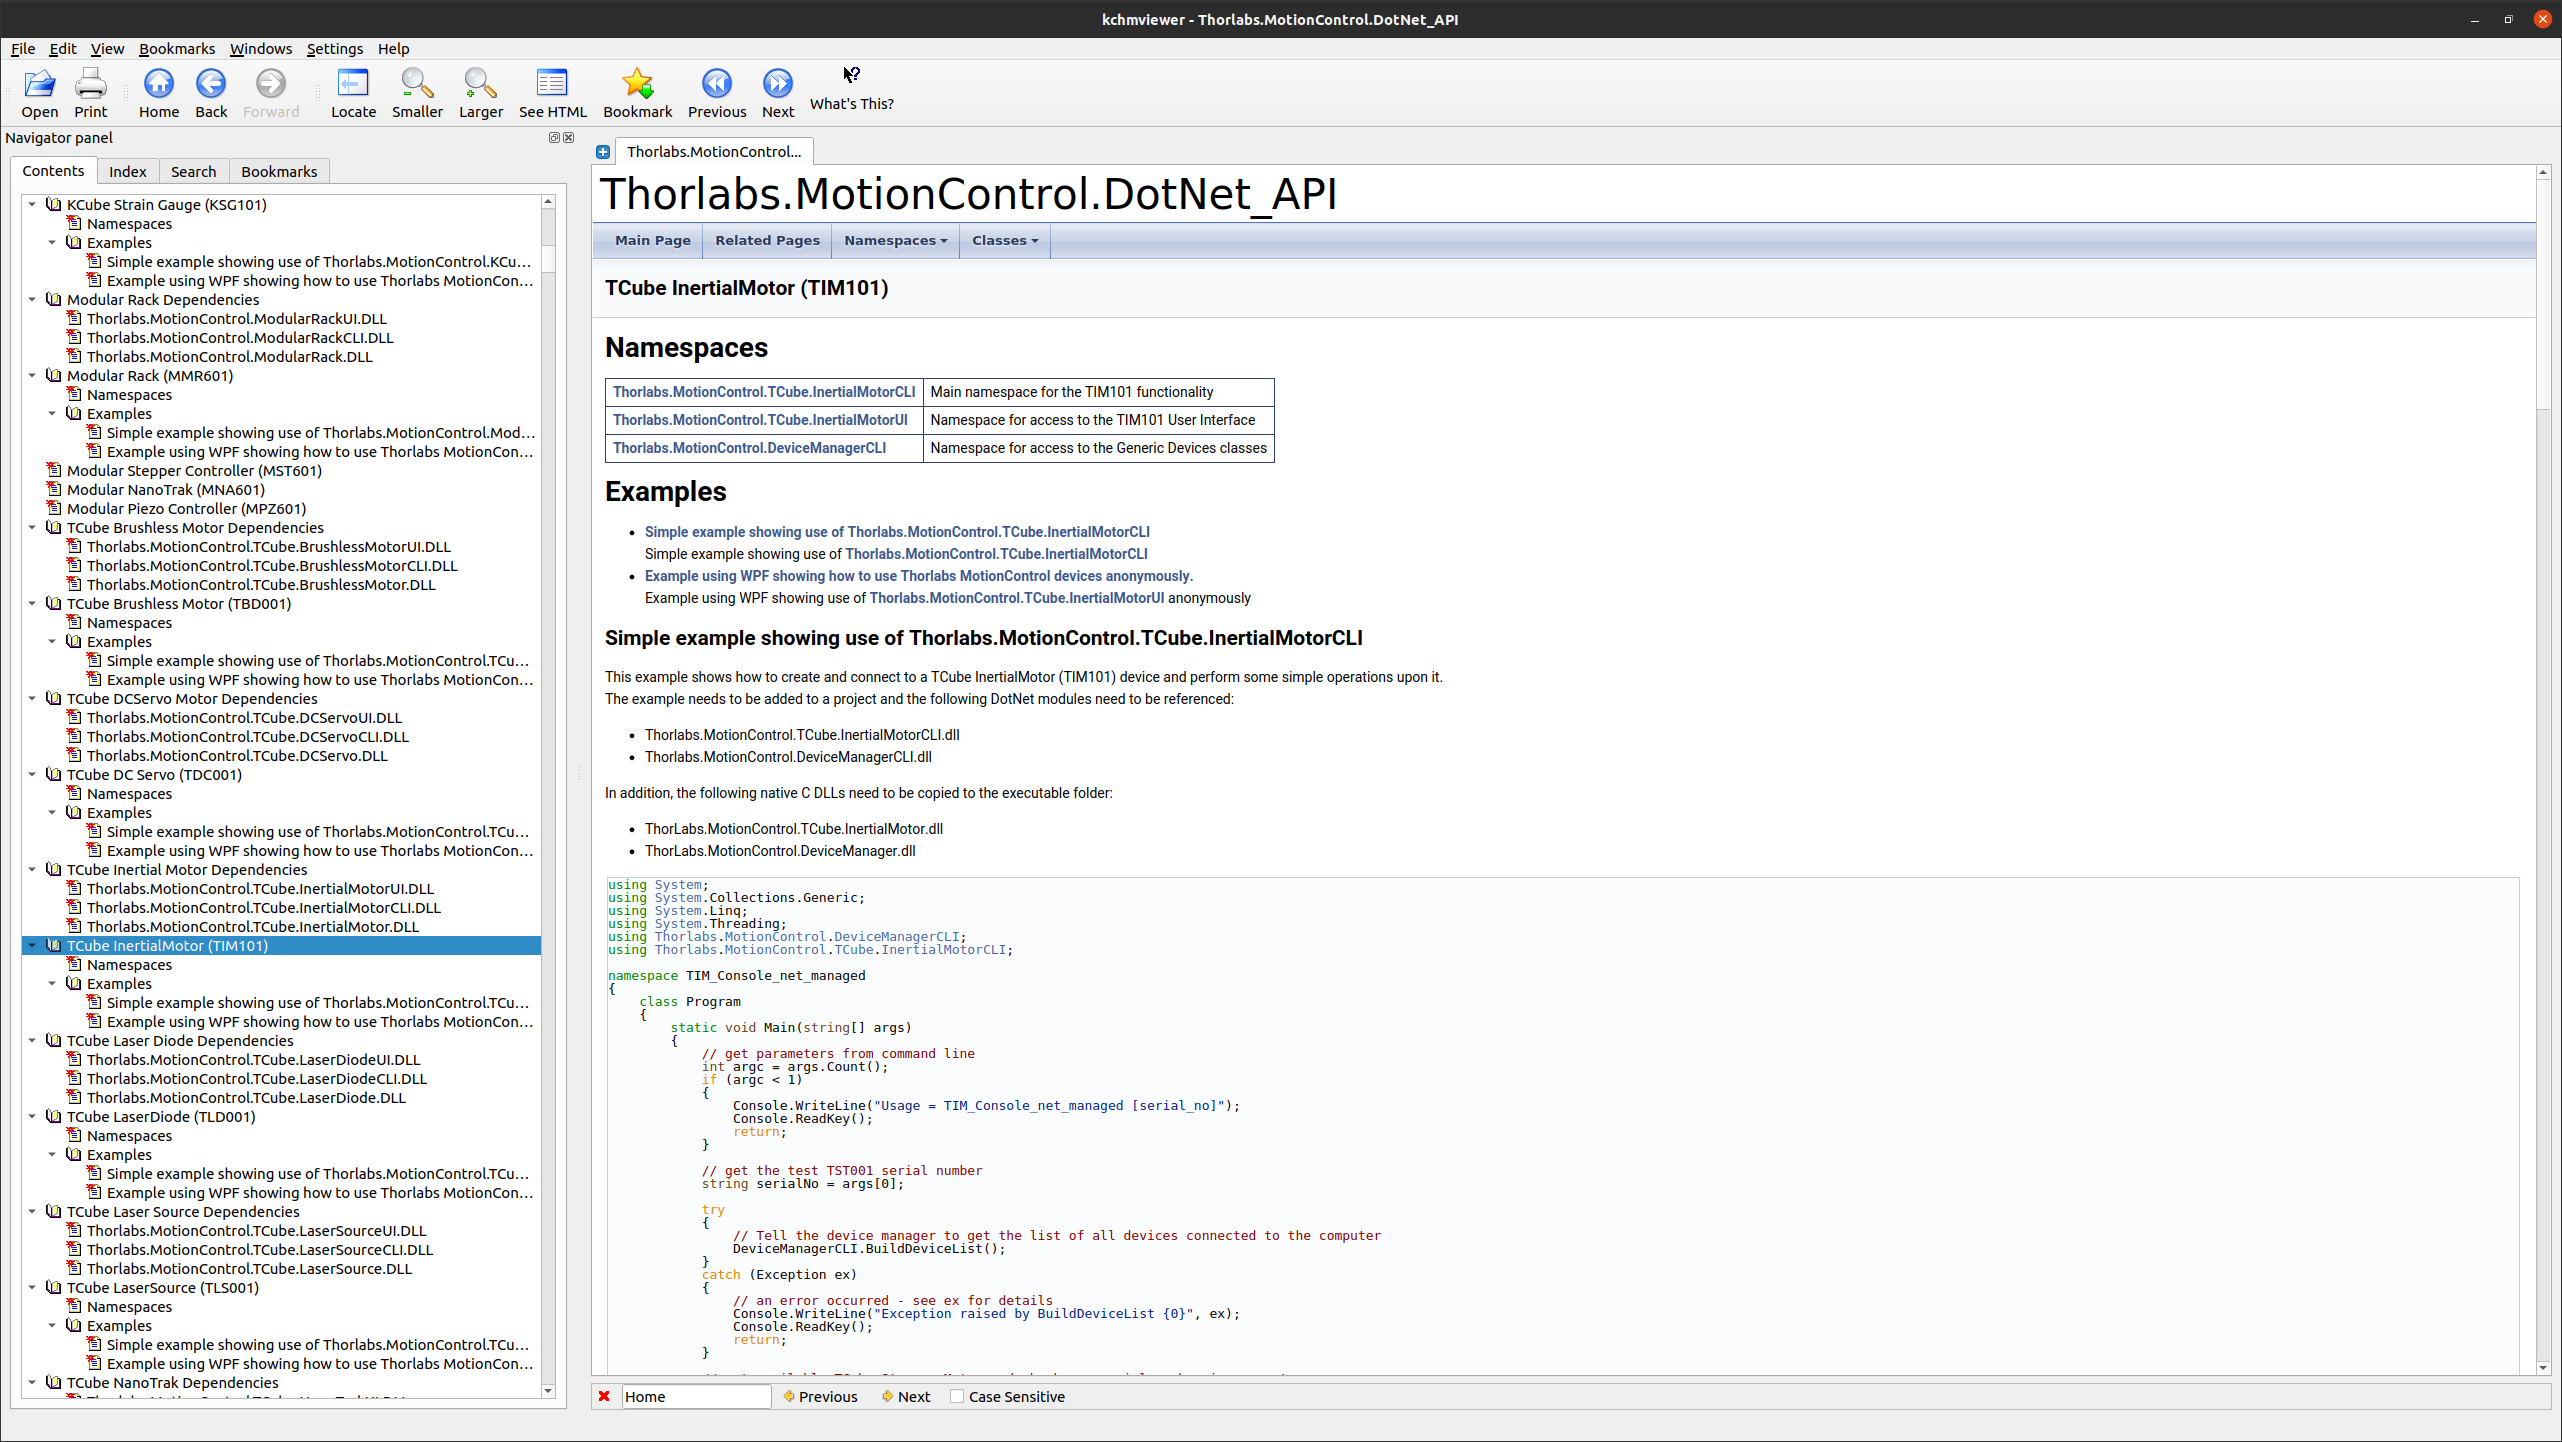 kchmviewer - Thorlabs.MotionControl.DotNet_API
File Edit View Bookmarks Windows Settings Help
Open Print Home Back Forward Locate Smaller Larger See HTML Bookmark Previous Next What's This?
Navigator panel
Contents Index Search Bookmarks
KCube Strain Gauge (KSG101)
Namespaces
Examples
Simple example showing use of Thorlabs.MotionControl.KCu...
Example using WPF showing how to use Thorlabs MotionCon...
Modular Rack Dependencies
Thorlabs.MotionControl.ModularRackUI.DLL
Thorlabs.MotionControl.ModularRackCLI.DLL
Thorlabs.MotionControl.ModularRack.DLL
Modular Rack (MMR601)
Namespaces
Examples
Simple example showing use of Thorlabs.MotionControl.Mod...
Example using WPF showing how to use Thorlabs MotionCon...
Modular Stepper Controller (MST601)
Modular NanoTrak (MNA601)
Modular Piezo Controller (MPZ601)
TCube Brushless Motor Dependencies
Thorlabs.MotionControl.TCube.BrushlessMotorUI.DLL
Thorlabs.MotionControl.TCube.BrushlessMotorCLI.DLL
Thorlabs.MotionControl.TCube.BrushlessMotor.DLL
TCube Brushless Motor (TBD001)
Namespaces
Examples
Simple example showing use of Thorlabs.MotionControl.TCu...
Example using WPF showing how to use Thorlabs MotionCon...
TCube DCServo Motor Dependencies
Thorlabs.MotionControl.TCube.DCServoUI.DLL
Thorlabs.MotionControl.TCube.DCServoCLI.DLL
Thorlabs.MotionControl.TCube.DCServo.DLL
TCube DC Servo (TDC001)
Namespaces
Examples
Simple example showing use of Thorlabs.MotionControl.TCu...
Example using WPF showing how to use Thorlabs MotionCon...
TCube Inertial Motor Dependencies
Thorlabs.MotionControl.TCube.InertialMotorUI.DLL
Thorlabs.MotionControl.TCube.InertialMotorCLI.DLL
Thorlabs.MotionControl.TCube.InertialMotor.DLL
TCube InertialMotor (TIM101)
Namespaces
Examples
Simple example showing use of Thorlabs.MotionControl.TCu...
Example using WPF showing how to use Thorlabs MotionCon...
TCube Laser Diode Dependencies
Thorlabs.MotionControl.TCube.LaserDiodeUI.DLL
Thorlabs.MotionControl.TCube.LaserDiodeCLI.DLL
Thorlabs.MotionControl.TCube.LaserDiode.DLL
TCube LaserDiode (TLD001)
Namespaces
Examples
Simple example showing use of Thorlabs.MotionControl.TCu...
Example using WPF showing how to use Thorlabs MotionCon...
TCube Laser Source Dependencies
Thorlabs.MotionControl.TCube.LaserSourceUI.DLL
Thorlabs.MotionControl.TCube.LaserSourceCLI.DLL
Thorlabs.MotionControl.TCube.LaserSource.DLL
TCube LaserSource (TLS001)
Namespaces
Examples
Simple example showing use of Thorlabs.MotionControl.TCu...
Example using WPF showing how to use Thorlabs MotionCon...
TCube NanoTrak Dependencies
Thorlabs.MotionControl...
Thorlabs.MotionControl.DotNet_API
Main Page Related Pages Namespaces Classes
TCube InertialMotor (TIM101)
Namespaces
Thorlabs.MotionControl.TCube.InertialMotorCLI Main namespace for the TIM101 functionality
Thorlabs.MotionControl.TCube.InertialMotorUI Namespace for access to the TIM101 User Interface
Thorlabs.MotionControl.DeviceManagerCLI Namespace for access to the Generic Devices classes
Examples
• Simple example showing use of Thorlabs.MotionControl.TCube.InertialMotorCLI
Simple example showing use of Thorlabs.MotionControl.TCube.InertialMotorCLI
• Example using WPF showing how to use Thorlabs MotionControl devices anonymously.
Example using WPF showing use of Thorlabs.MotionControl.TCube.InertialMotorUI anonymously
Simple example showing use of Thorlabs.MotionControl.TCube.InertialMotorCLI
This example shows how to create and connect to a TCube InertialMotor (TIM101) device and perform some simple operations upon it.
The example needs to be added to a project and the following DotNet modules need to be referenced:
• Thorlabs.MotionControl.TCube.InertialMotorCLI.dll
• Thorlabs.MotionControl.DeviceManagerCLI.dll
In addition, the following native C DLLs need to be copied to the executable folder:
• ThorLabs.MotionControl.TCube.InertialMotor.dll
• ThorLabs.MotionControl.DeviceManager.dll
using System;
using System.Collections.Generic;
using System.Linq;
using System.Threading;
using Thorlabs.MotionControl.DeviceManagerCLI;
using Thorlabs.MotionControl.TCube.InertialMotorCLI;
namespace TIM_Console_net_managed
{
class Program
{
static void Main(string[] args)
{
// get parameters from command line
int argc = args.Count();
if (argc < 1)
{
Console.WriteLine("Usage = TIM_Console_net_managed [serial_no]");
Console.ReadKey();
return;
}
// get the test TST001 serial number
string serialNo = args[0];
try
{
// Tell the device manager to get the list of all devices connected to the computer
DeviceManagerCLI.BuildDeviceList();
}
catch (Exception ex)
{
// an error occurred - see ex for details
Console.WriteLine("Exception raised by BuildDeviceList {0}", ex);
Console.ReadKey();
return;
}
Home Previous Next Case Sensitive